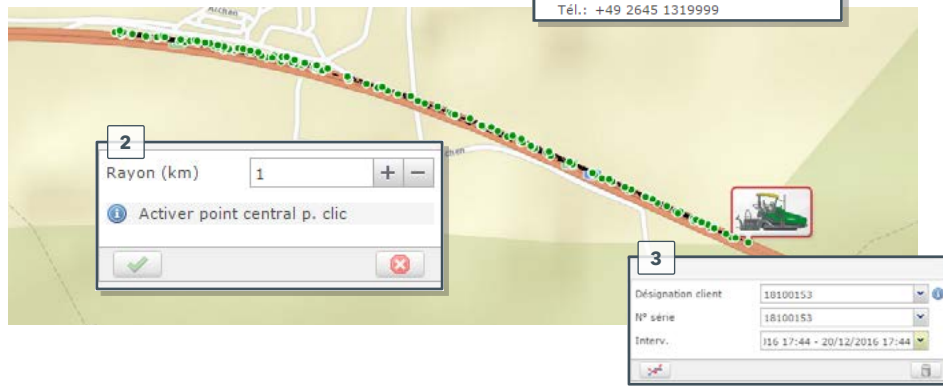 Tél.: +49 2645 1319999
2
Rayon (km) 1 + −
Activer point central p. clic
3
Désignation client 18100153
N° série 18100153
Interv. 016 17:44 - 20/12/2016 17:44